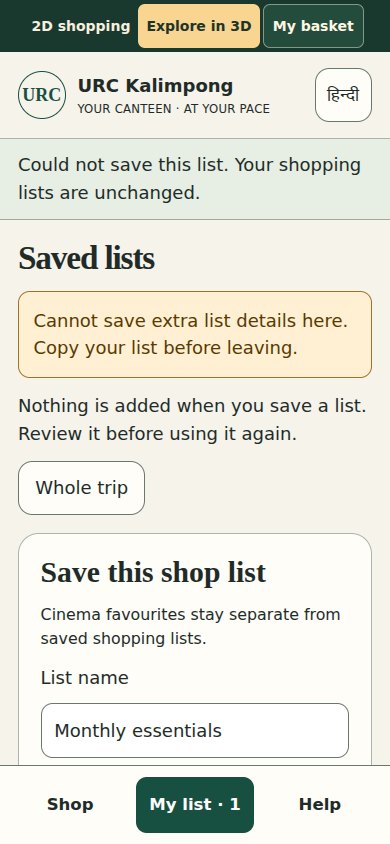 2D shopping Explore in 3D My basket
URC URC Kalimpong
YOUR CANTEEN · AT YOUR PACE
हिन्दी
Could not save this list. Your shopping
lists are unchanged.
Saved lists
Cannot save extra list details here.
Copy your list before leaving.
Nothing is added when you save a list.
Review it before using it again.
Whole trip
Save this shop list
Cinema favourites stay separate from
saved shopping lists.
List name
Monthly essentials
Shop My list · 1 Help